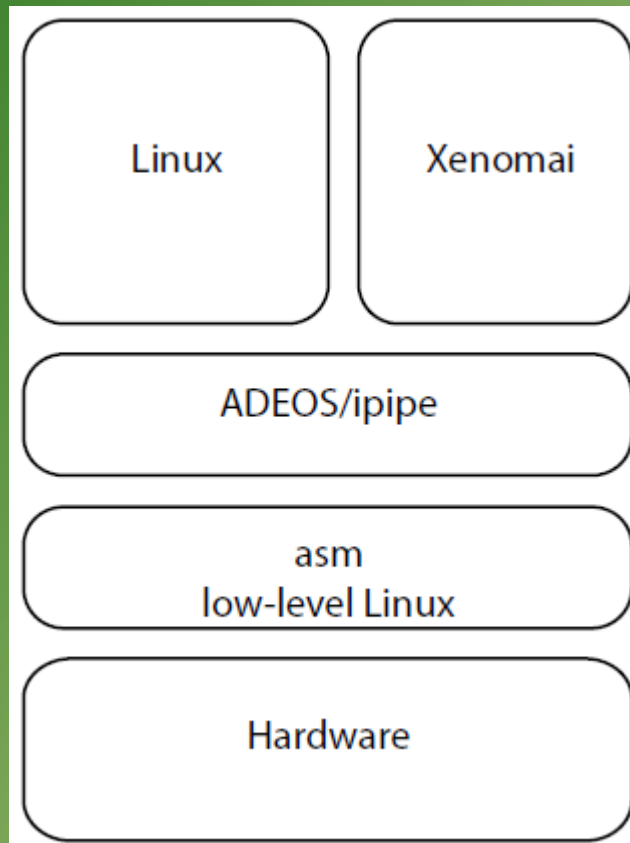 Linux
Xenomai
ADEOS/ipipe
asm
low-level Linux
Hardware